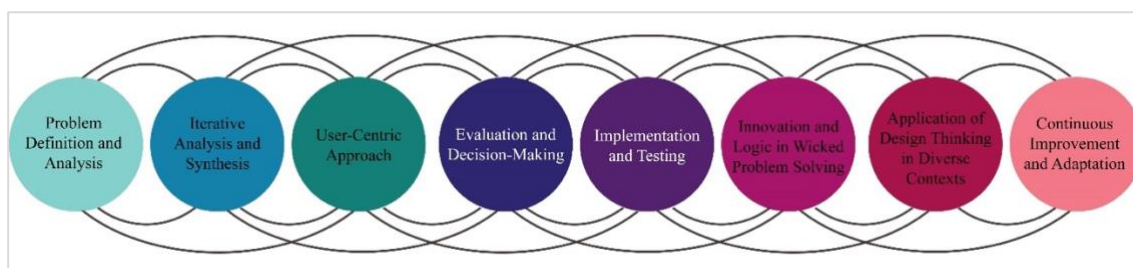 Problem
Definition and
Analysis
Iterative
Analysis and
Synthesis
User-Centric
Approach
Evaluation and
Decision-Making
Implementation
and Testing
Innovation and
Logic in Wicked
Problem Solving
Application of
Design Thinking
in Diverse
Contexts
Continuous
Improvement
and Adaptation